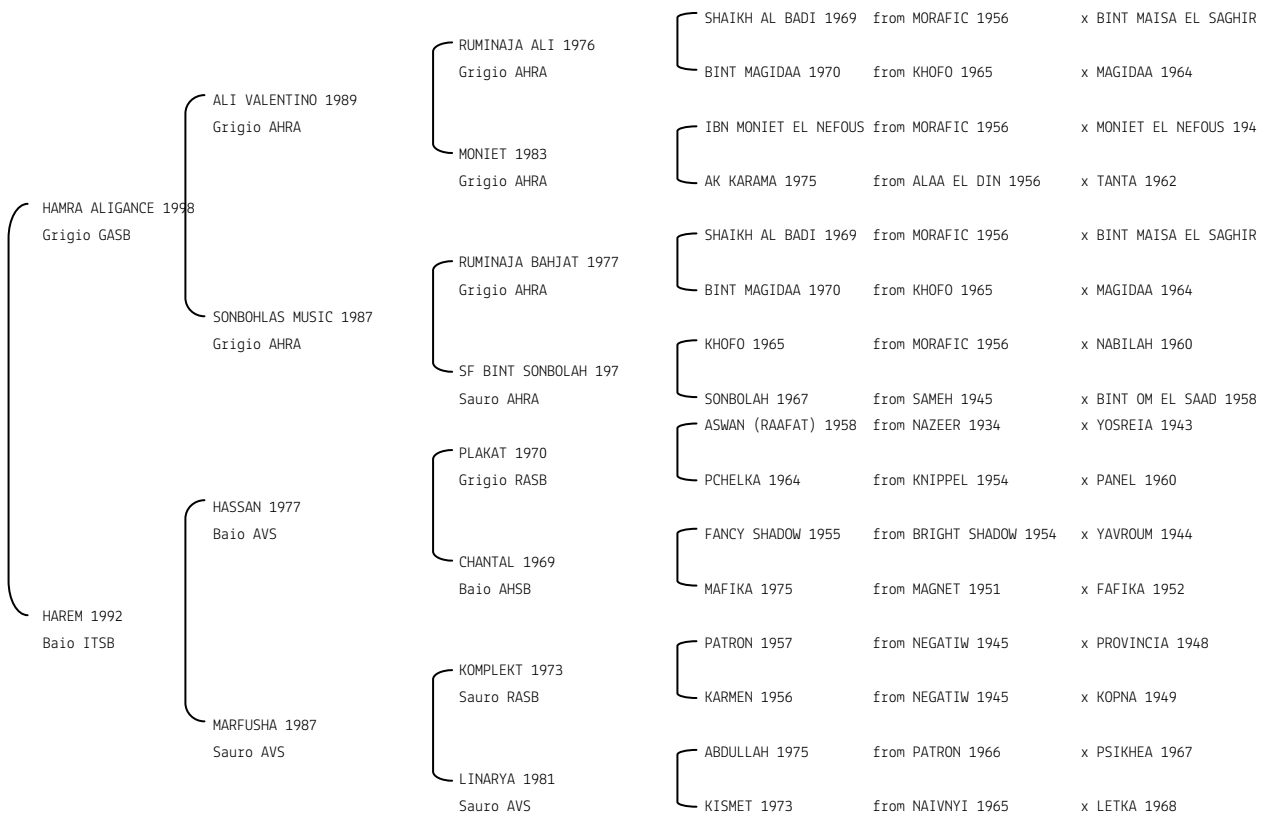 SHAIKH AL BADI 1969 from MORAFIC 1956 x BINT MAISA EL SAGHIR
RUMINAJA ALI 1976
Grigio AHRA BINT MAGIDAA 1970 from KHOFO 1965 x MAGIDAA 1964
ALI VALENTINO 1989
Grigio AHRA IBN MONIET EL NEFOUS from MORAFIC 1956 x MONIET EL NEFOUS 194
MONIET 1983
Grigio AHRA AK KARAMA 1975 from ALAA EL DIN 1956 x TANTA 1962
HAMRA ALIGANCE 1998
Grigio GASB SHAIKH AL BADI 1969 from MORAFIC 1956 x BINT MAISA EL SAGHIR
RUMINAJA BAHJAT 1977
Grigio AHRA BINT MAGIDAA 1970 from KHOFO 1965 x MAGIDAA 1964
SONBOHLAS MUSIC 1987
Grigio AHRA KHOFO 1965 from MORAFIC 1956 x NABILAH 1960
SF BINT SONBOLAH 197
Sauro AHRA SONBOLAH 1967 from SAMEH 1945 x BINT OM EL SAAD 1958
ASWAN (RAAFAT) 1958 from NAZEER 1934 x YOSREIA 1943
PLAKAT 1970
Grigio RASB PCHELKA 1964 from KNIPPEL 1954 x PANEL 1960
HASSAN 1977
Baio AVS FANCY SHADOW 1955 from BRIGHT SHADOW 1954 x YAVROUM 1944
CHANTAL 1969
Baio AHSB MAFIKA 1975 from MAGNET 1951 x FAFIKA 1952
HAREM 1992
Baio ITSB PATRON 1957 from NEGATIW 1945 x PROVINCIA 1948
KOMPLEKT 1973
Sauro RASB KARMEN 1956 from NEGATIW 1945 x KOPNA 1949
MARFUSHA 1987
Sauro AVS ABDULLAH 1975 from PATRON 1966 x PSIKHEA 1967
LINARYA 1981
Sauro AVS KISMET 1973 from NAIVNYI 1965 x LETKA 1968